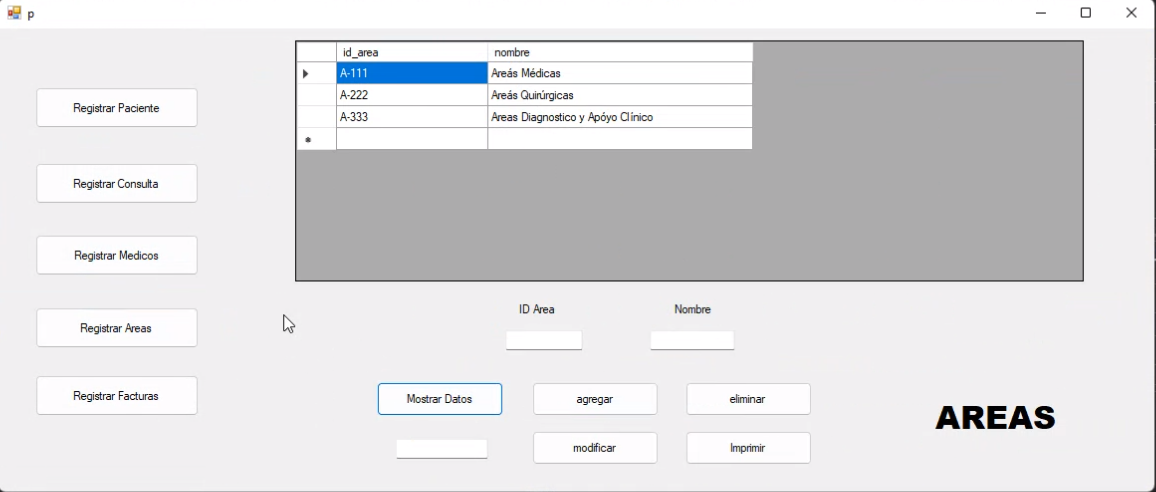 p
id_area nombre
A-111 Areás Médicas
A-222 Areás Quirúrgicas
A-333 Areas Diagnostico y Apóyo Clínico
Registrar Paciente
Registrar Consulta
Registrar Medicos
Registrar Areas
Registrar Facturas
ID Area Nombre
Mostrar Datos agregar eliminar
modificar Imprimir
AREAS